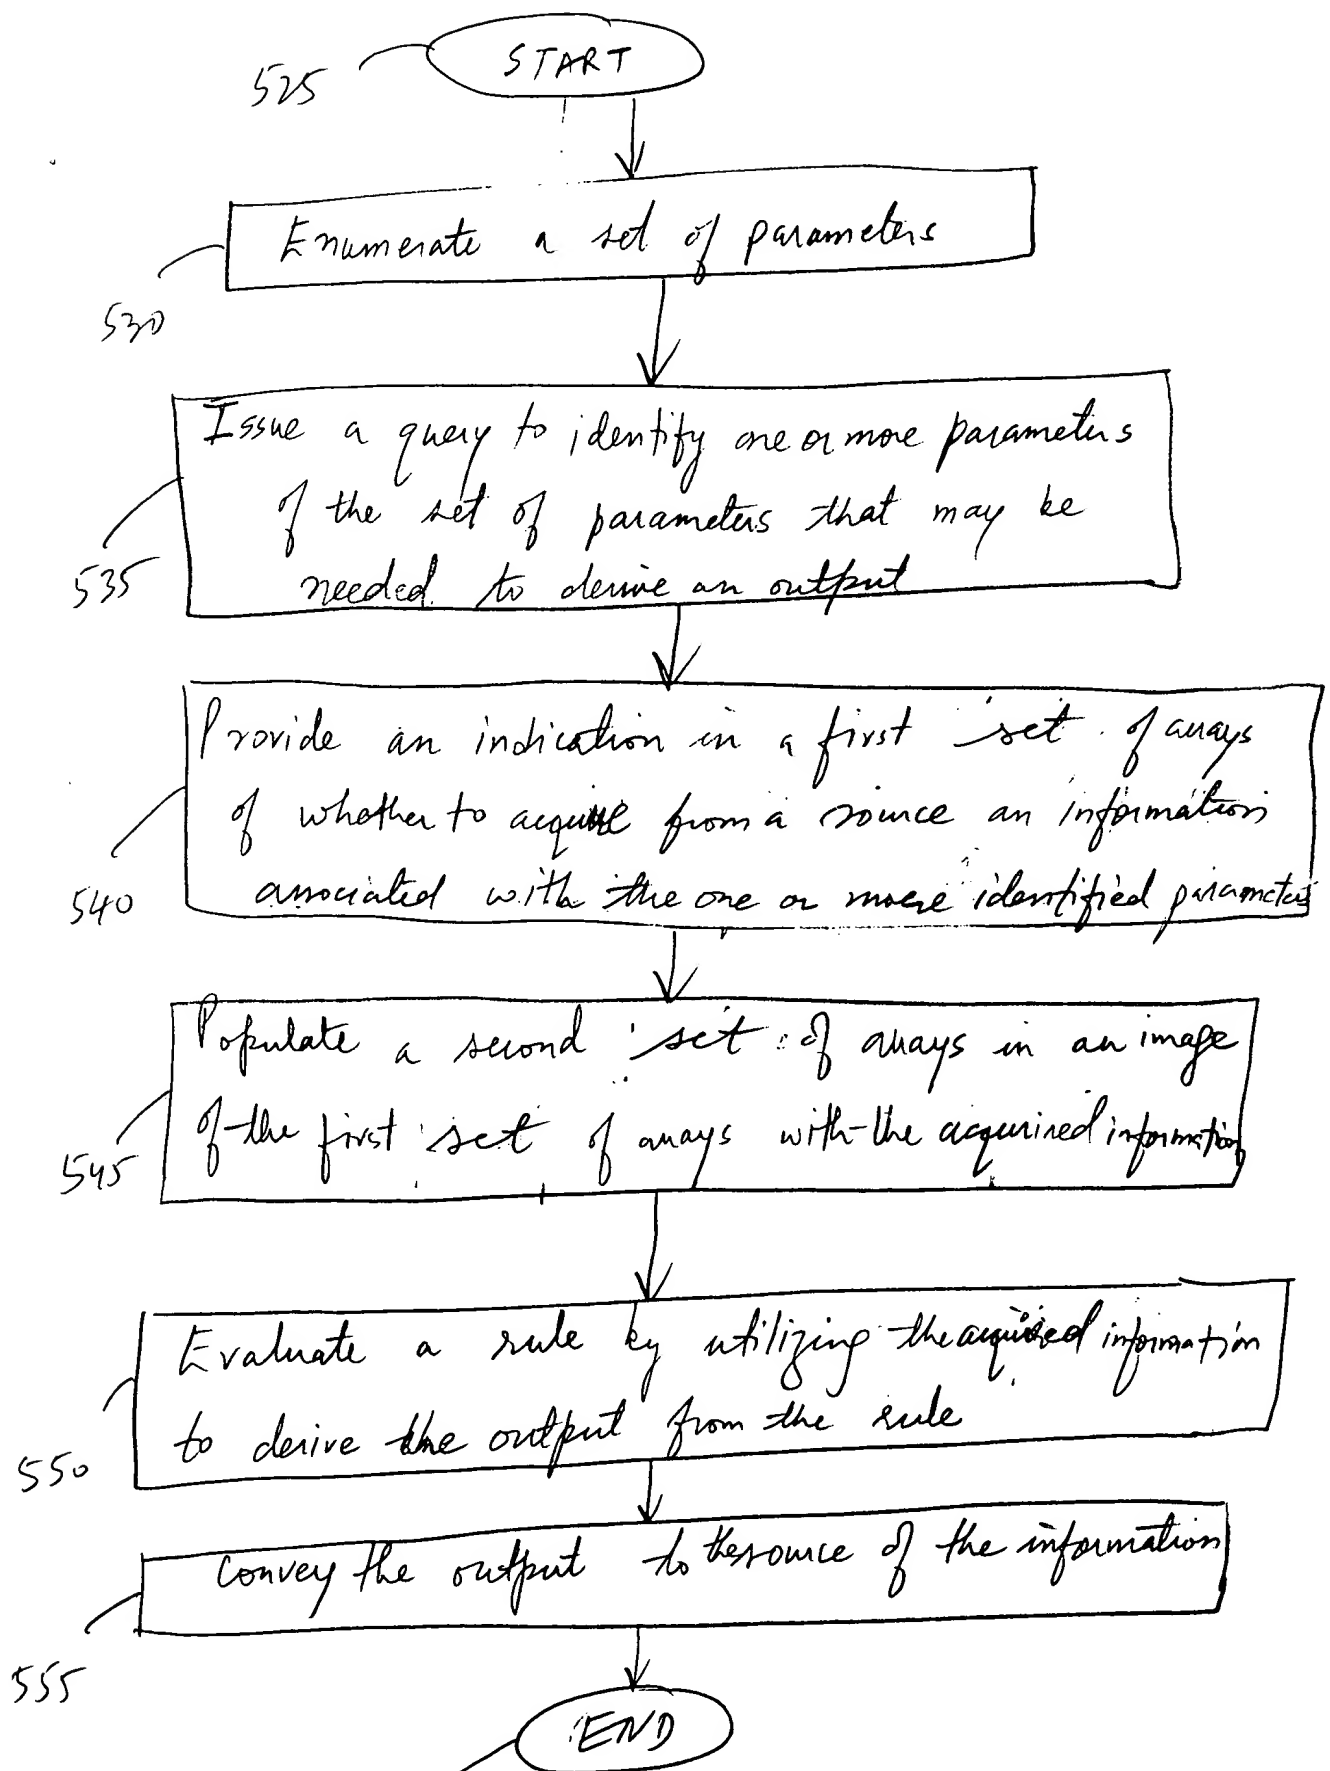 START
525
Enumerate a set of parameters
530
Issue a query to identify one or more parameters
of the set of parameters that may be
needed to derive an output
535
Provide an indication in a first set of arrays
of whether to acquire from a source an information
associated with the one or more identified parameters
540
Populate a second set of arrays in an image
of the first set of arrays with the acquired information
545
Evaluate a rule by utilizing the acquired information
to derive the output from the rule
550
Convey the output to the source of the information
555
END